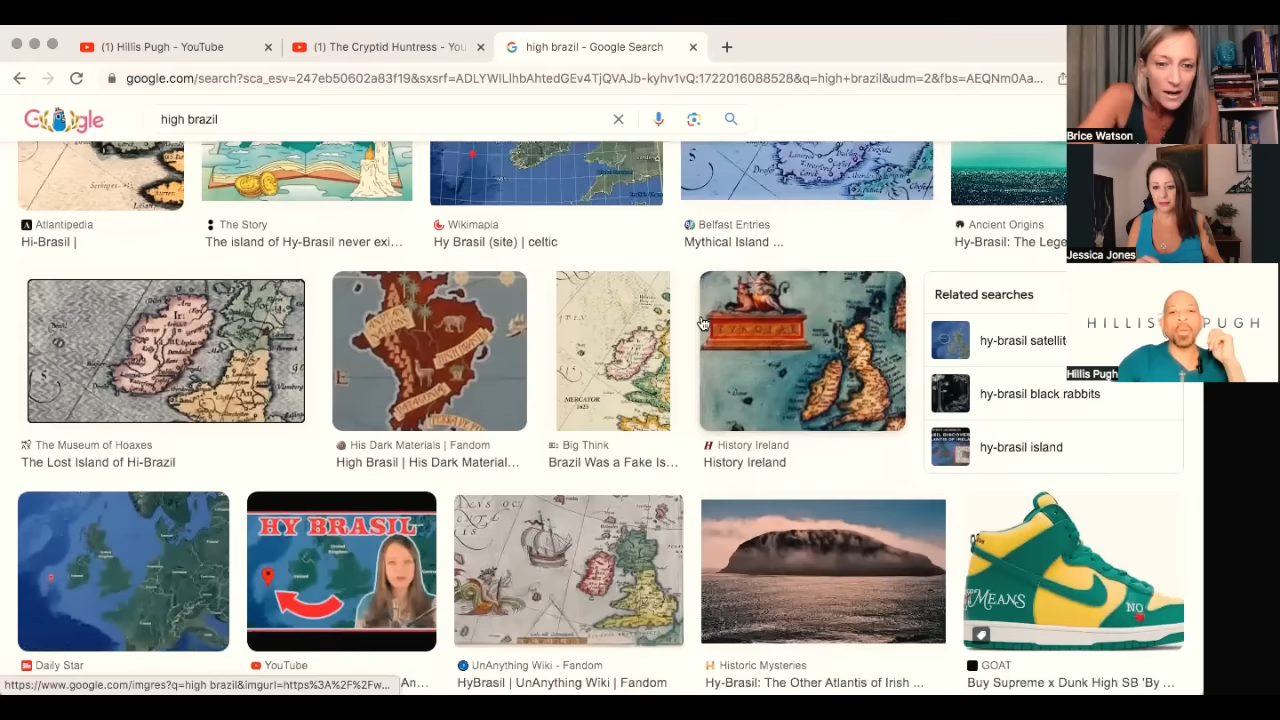 (1) Hillis Pugh - YouTube
(1) The Cryptid Huntress - You
high brazil - Google Search
google.com/search?sca_esv=247eb50602a83f19&sxsrf=ADLYWILlhbAhtedGEv4TjQVAJb-kyhv1vQ:1722016088528&q=high+brazil&udm=2&fbs=AEQNm0Aa...
Google
high brazil
Brice Watson
Atlantipedia
Hi-Brasil |
The Story
The island of Hy-Brasil never exi...
Wikimapia
Hy Brasil (site) | celtic
Belfast Entries
Mythical Island ...
Ancient Origins
Hy-Brasil: The Lege
Jessica Jones
HILLIS PUGH
Hillis Pugh
Related searches
hy-brasil satellit
hy-brasil black rabbits
hy-brasil island
MERCATOR
The Museum of Hoaxes
The Lost Island of Hi-Brazil
His Dark Materials | Fandom
High Brasil | His Dark Material...
Big Think
Brazil Was a Fake Is...
History Ireland
History Ireland
HY BRASIL
MEANS
NO
Daily Star
YouTube
An...
UnAnything Wiki - Fandom
HyBrasil | UnAnything Wiki | Fandom
Historic Mysteries
Hy-Brasil: The Other Atlantis of Irish ...
GOAT
Buy Supreme x Dunk High SB 'By ...
https://www.google.com/imgres?q=high brazil&imgurl=https%3A%2F%2Fw...